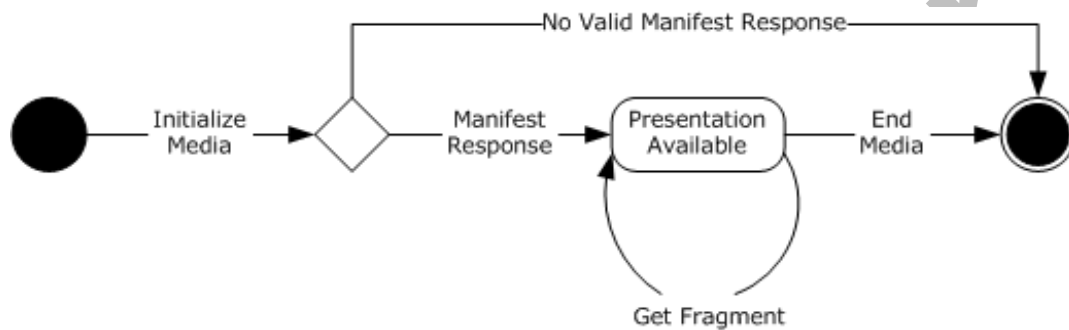 No Valid Manifest Response
Initialize
Media
Manifest
Response
Presentation
Available
End
Media
Get Fragment